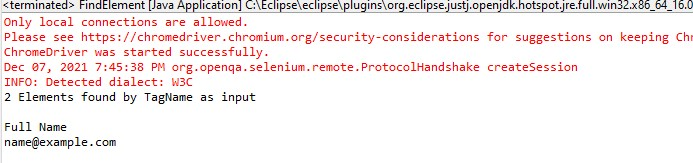 <terminated> FindElement [Java Application] C:\Eclipse\eclipse\plugins\org.eclipse.justj.openjdk.hotspot.jre.full.win32.x86_64_16.0
Only local connections are allowed.
Please see https://chromedriver.chromium.org/security-considerations for suggestions on keeping Chr
ChromeDriver was started successfully.
Dec 07, 2021 7:45:38 PM org.openqa.selenium.remote.ProtocolHandshake createSession
INFO: Detected dialect: W3C
2 Elements found by TagName as input
Full Name
name@example.com